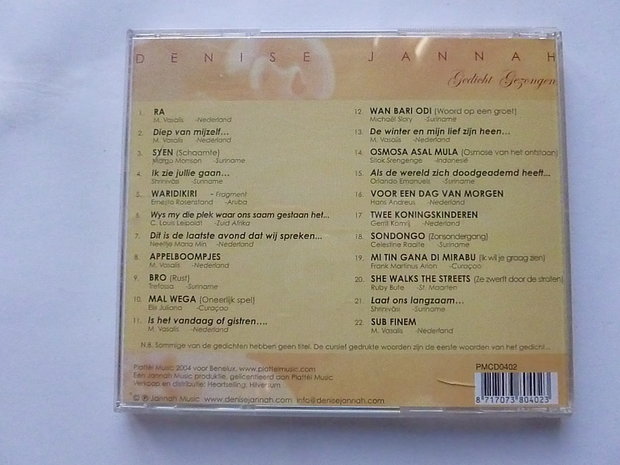 DENISE JANNAH
Gedicht Gezongen
1. RA
M. Vasalis -Nederland
2. Diep van mijzelf...
M. Vasalis -Nederland
3. SYEN (Schaamte)
Margo Morrison -Suriname
4. Ik zie jullie gaan...
Shrinivãsi -Suriname
5. WARIDIKIRI - Fragment
Ernesto Rosenstand -Aruba
6. Wys my die plek waar ons saam gestaan het...
C. Louis Leipoldt -Zuid Afrika
7. Dit is de laatste avond dat wij spreken...
Neeltje Maria Min -Nederland
8. APPELBOOMPJES
M. Vasalis -Nederland
9. BRO (Rust)
Trefossa -Suriname
10. MAL WEGA (Oneerlijk spel)
Elis Juliana -Curaçao
11. Is het vandaag of gistren....
M. Vasalis -Nederland
12. WAN BARI ODI (Woord op een groet)
Michaël Slory -Suriname
13. De winter en mijn lief zijn heen...
M. Vasalis -Nederland
14. OSMOSA ASAL MULA (Osmose van het ontstaan)
Sitok Srengenge -Indonesië
15. Als de wereld zich doodgeademd heeft...
Orlando Emanuels -Suriname
16. VOOR EEN DAG VAN MORGEN
Hans Andreus -Nederland
17. TWEE KONINGSKINDEREN
Gerrit Komrij -Nederland
18. SONDONGO (Zonsondergang)
Celestine Raalte -Suriname
19. MI TIN GANA DI MIRABU (Ik wil je graag zien)
Frank Martinus Arion -Curaçao
20. SHE WALKS THE STREETS (Ze zwerft door de straten)
Ruby Bute -St. Maarten
21. Laat ons langzaam...
Shrinivãsi -Suriname
22. SUB FINEM
M. Vasalis -Nederland
N.B. Sommige van de gedichten hebben geen titel. De cursief gedrukte woorden zijn de eerste woorden van het gedicht...
Plattèl Music 2004 voor Benelux. www.plattelmusic.com
Een Jannah Music produktie, gelicentieerd aan Plattèl Music
Verkoop en distributie: Heartselling, Hilversum
© ℗ Jannah Music www.denisejannah.com info@denisejannah.com
PMCD0402
8 717073 804023